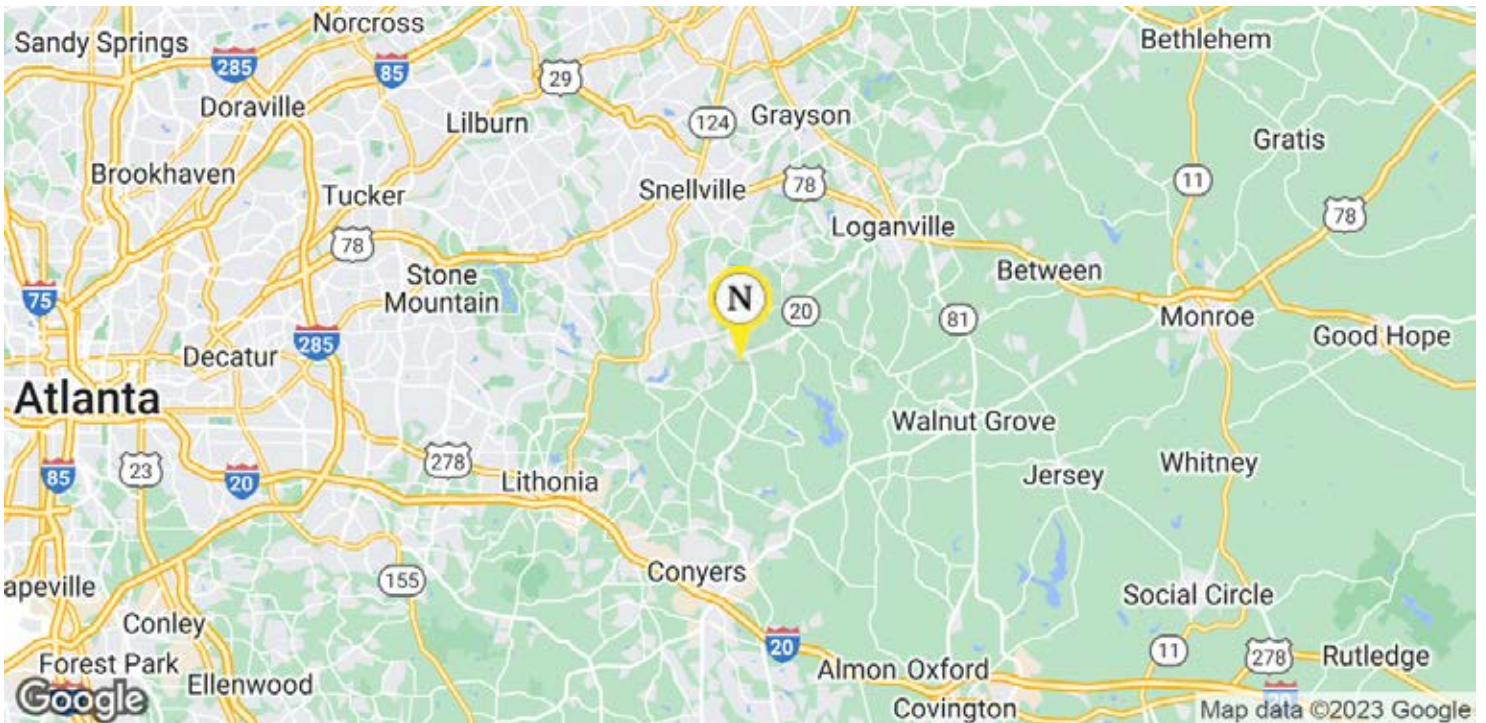 Norcross
Sandy Springs
285
85
29
Bethlehem
Doraville
Lilburn
124
Grayson
Gratis
Brookhaven
Tucker
Snellville
78
11
78
Loganville
78
Stone
Mountain
Between
75
N
20
81
Monroe
Good Hope
285
Decatur
Atlanta
Walnut Grove
85
23
20
278
Lithonia
Jersey
Whitney
155
Conyers
apeville
Social Circle
Conley
20
11
278
Rutledge
Forest Park
Ellenwood
Almon
Oxford
Covington
20
Google
Map data ©2023 Google